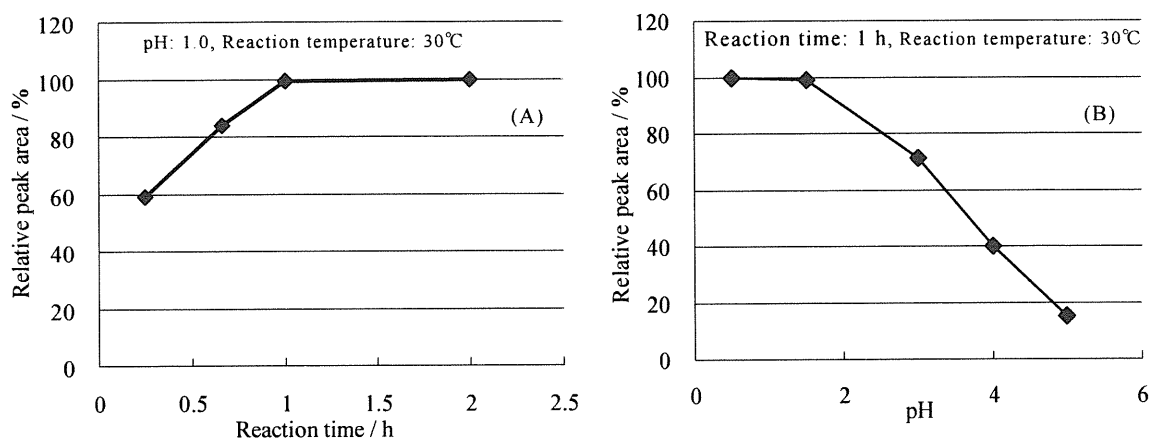 pH: 1.0, Reaction temperature: 30℃
(A)
Relative peak area / %
120
100
80
60
40
20
0
0 0.5 1 1.5 2 2.5
Reaction time / h
Reaction time: 1 h, Reaction temperature: 30℃
(B)
Relative peak area / %
120
100
80
60
40
20
0
0 2 4 6
pH